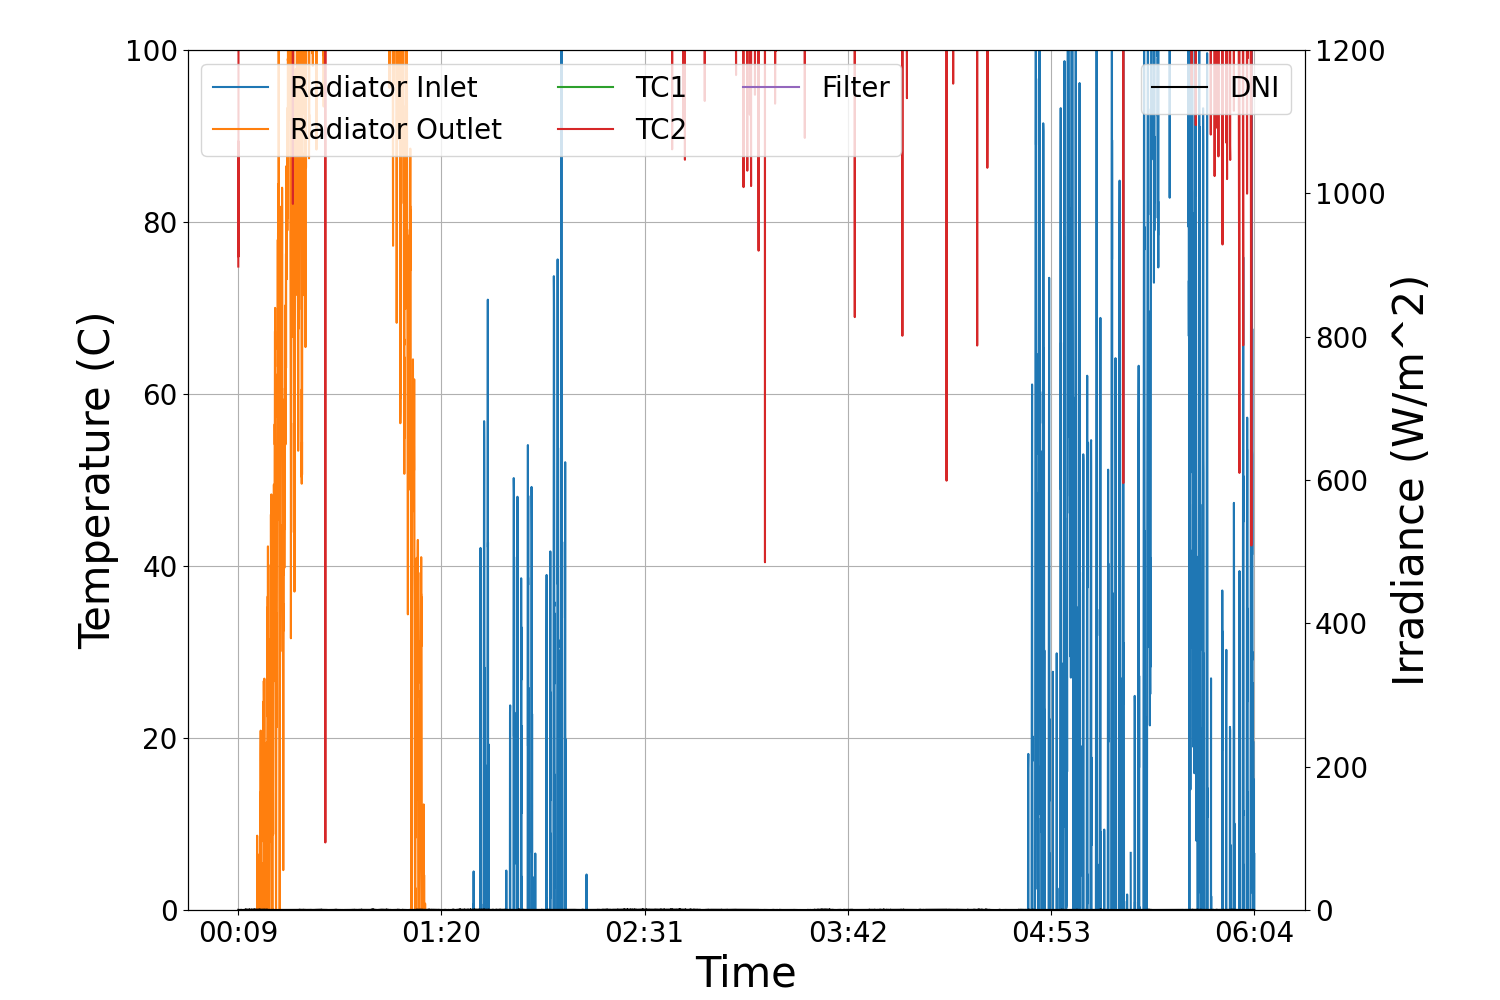 100
80
60
40
20
0
Temperature (C)
Radiator Inlet
Radiator Outlet
TC1
TC2
Filter
DNI
1200
1000
800
600
400
200
0
Irradiance (W/m^2)
00:09 01:20 02:31 03:42 04:53 06:04
Time